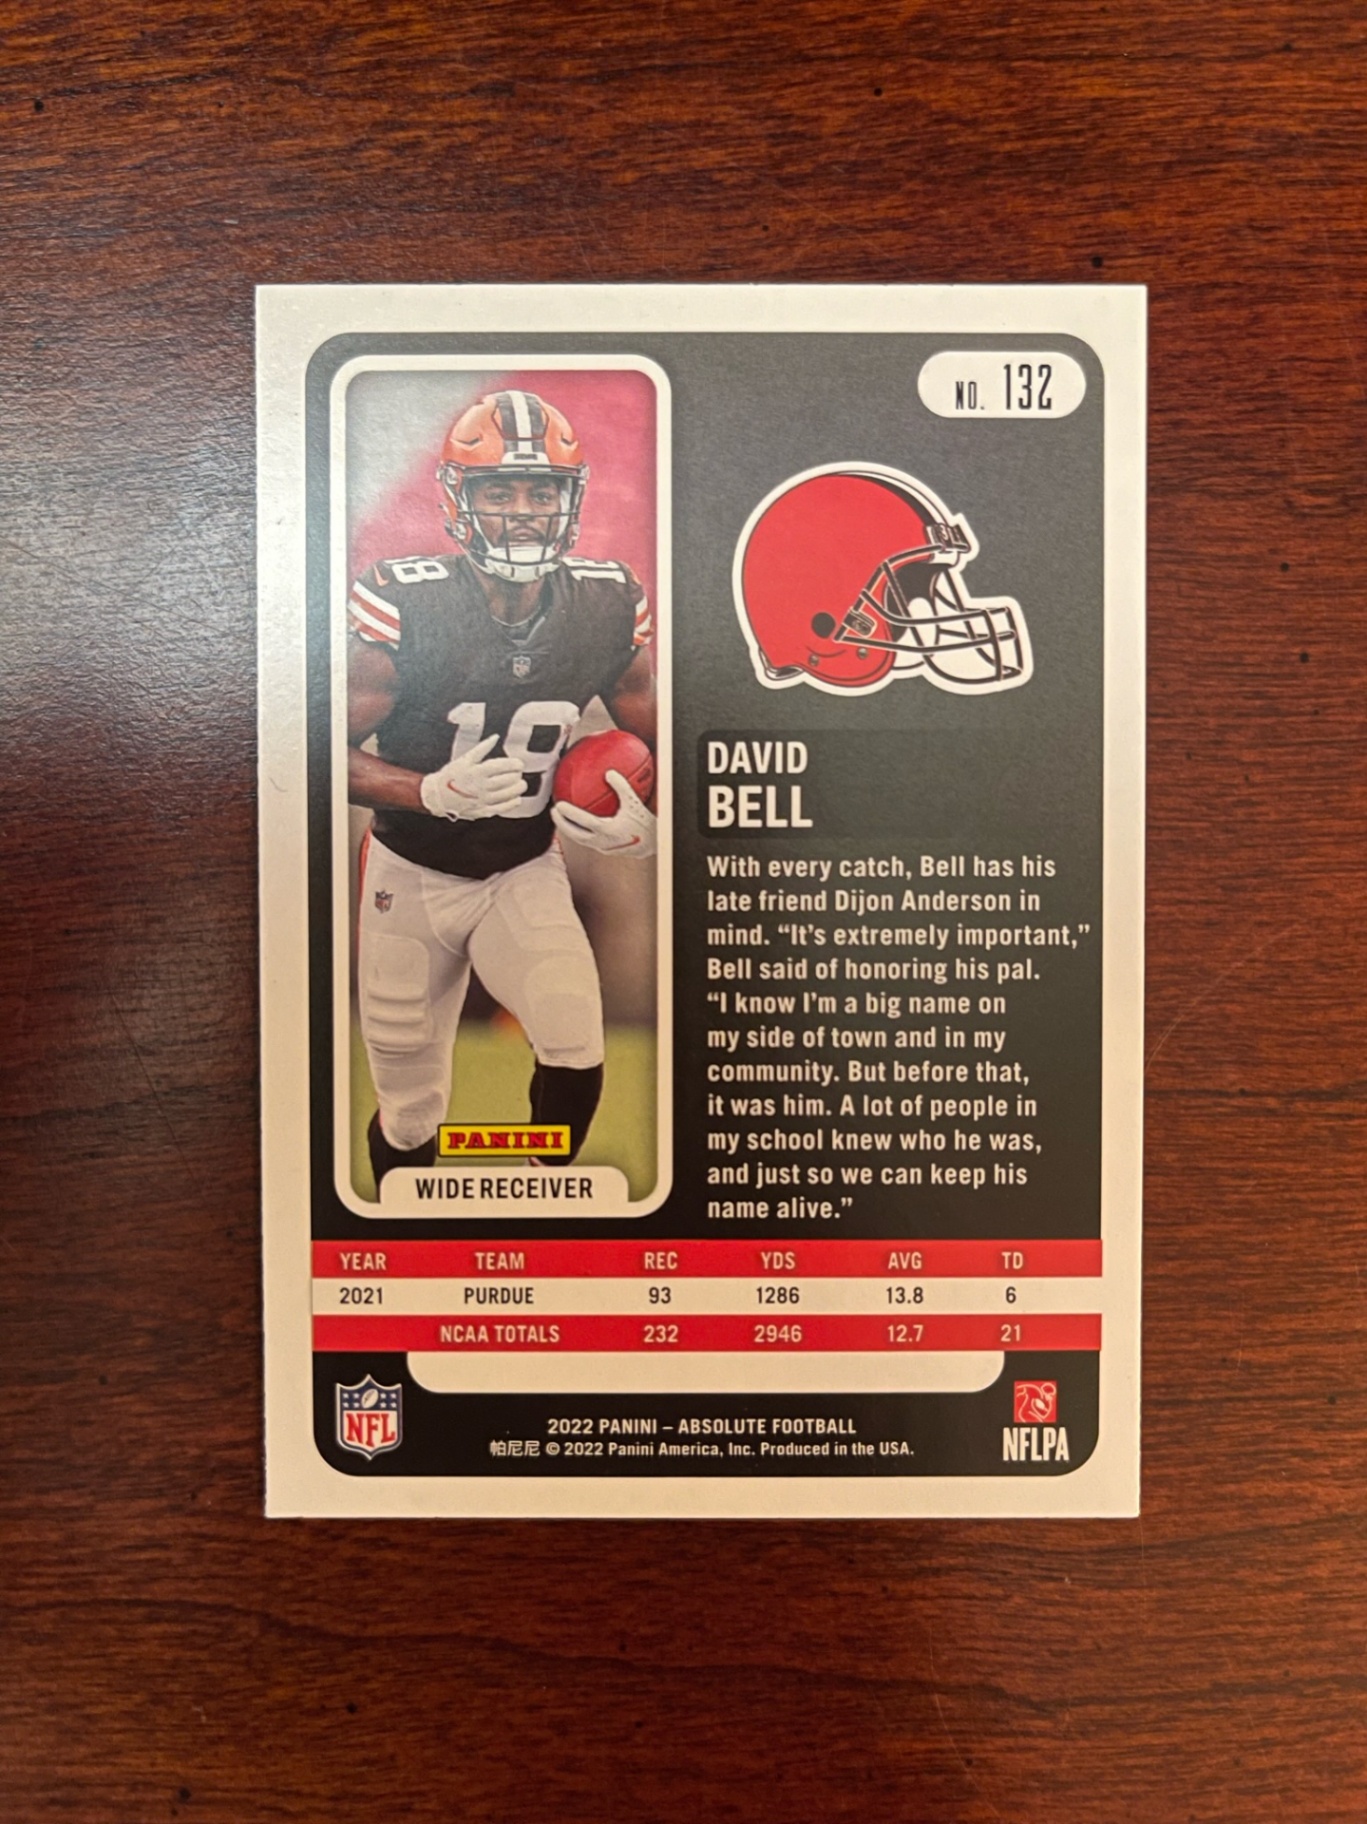 NO. 132
18 18
18
PANINI
WIDE RECEIVER
DAVID
BELL
With every catch, Bell has his
late friend Dijon Anderson in
mind. “It’s extremely important,”
Bell said of honoring his pal.
“I know I’m a big name on
my side of town and in my
community. But before that,
it was him. A lot of people in
my school knew who he was,
and just so we can keep his
name alive.”
YEAR TEAM REC YDS AVG TD
2021 PURDUE 93 1286 13.8 6
NCAA TOTALS 232 2946 12.7 21
NFL
2022 PANINI – ABSOLUTE FOOTBALL
帕尼尼 © 2022 Panini America, Inc. Produced in the USA.
NFLPA